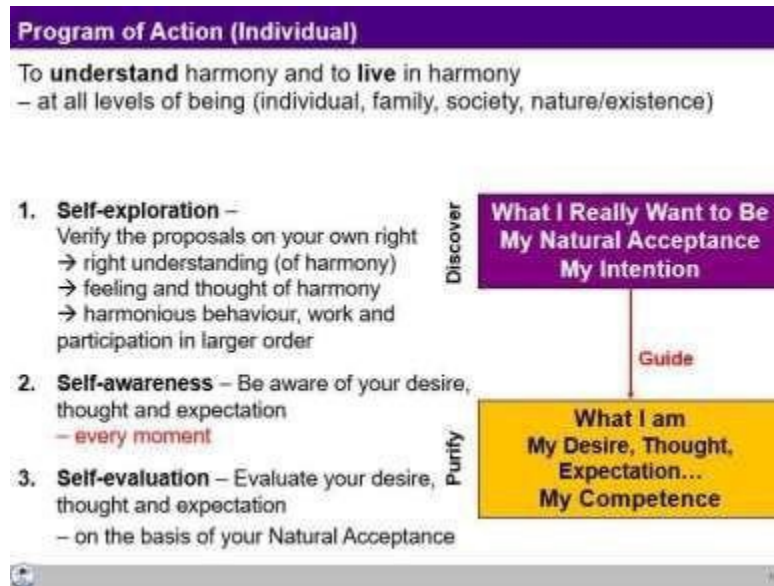 Program of Action (Individual)
To understand harmony and to live in harmony
– at all levels of being (individual, family, society, nature/existence)
1. Self-exploration –
Verify the proposals on your own right
→ right understanding (of harmony)
→ feeling and thought of harmony
→ harmonious behaviour, work and
participation in larger order
2. Self-awareness – Be aware of your desire,
thought and expectation
– every moment
3. Self-evaluation – Evaluate your desire,
thought and expectation
– on the basis of your Natural Acceptance
Discover
What I Really Want to Be
My Natural Acceptance
My Intention
Guide
Purify
What I am
My Desire, Thought,
Expectation...
My Competence